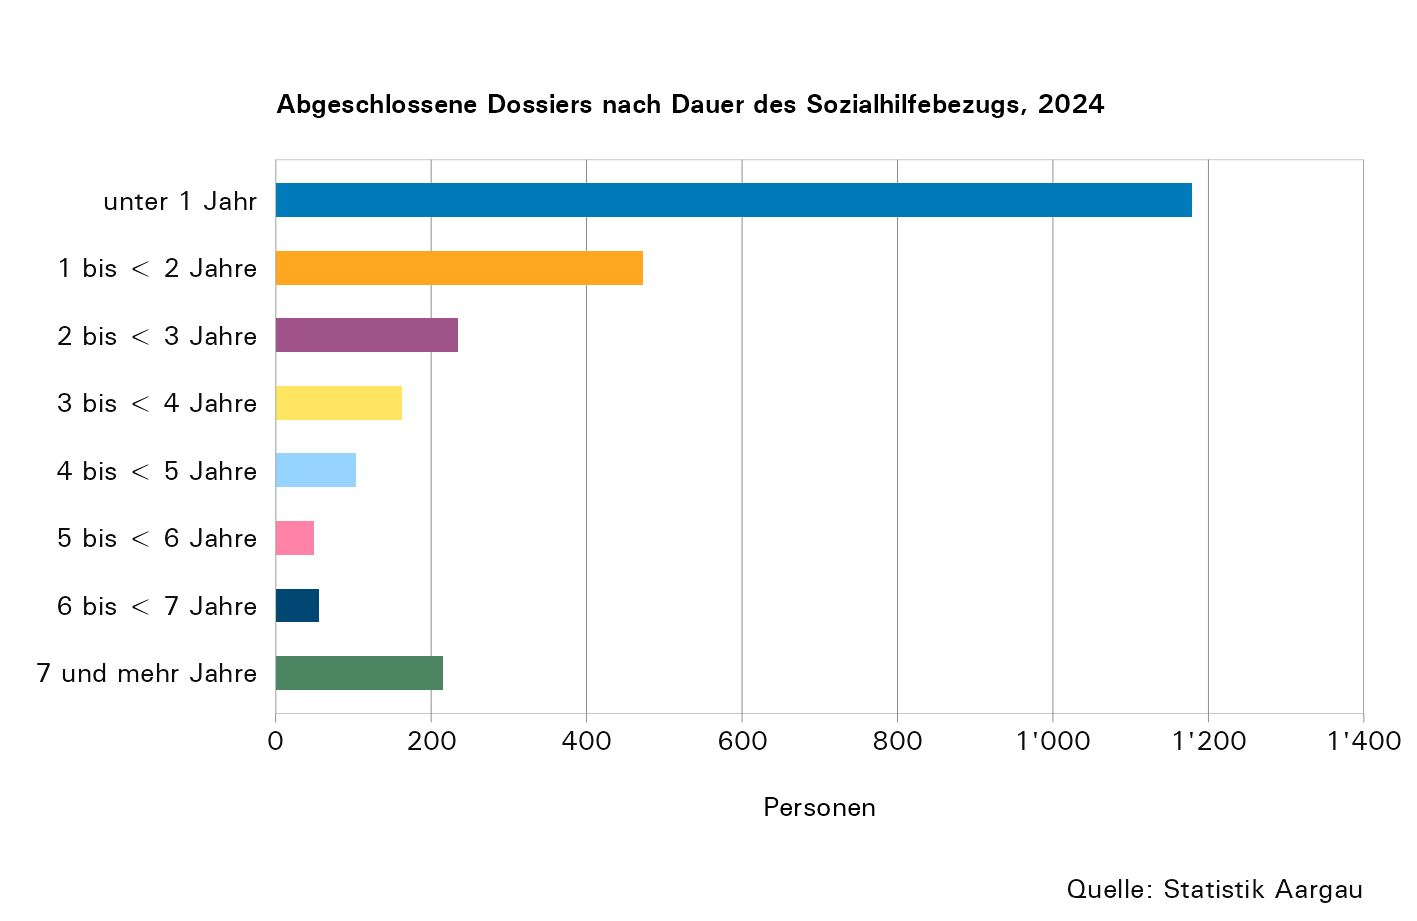 Abgeschlossene Dossiers nach Dauer des Sozialhilfebezugs, 2024
unter 1 Jahr
1 bis < 2 Jahre
2 bis < 3 Jahre
3 bis < 4 Jahre
4 bis < 5 Jahre
5 bis < 6 Jahre
6 bis < 7 Jahre
7 und mehr Jahre
0 200 400 600 800 1'000 1'200 1'400
Personen
Quelle: Statistik Aargau